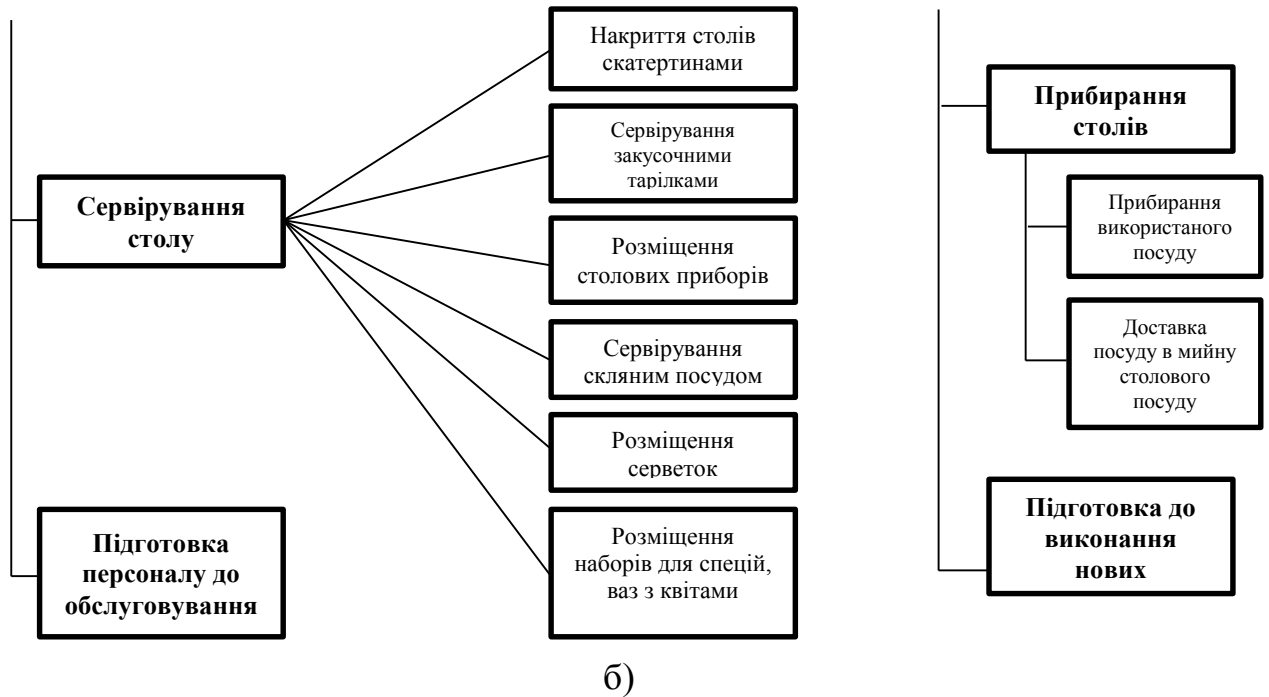 Сервірування
столу
Підготовка
персоналу до
обслуговування
Накриття столів
скатертинами
Сервірування
закусочними
тарілками
Розміщення
столових приборів
Сервірування
скляним посудом
Розміщення
серветок
Розміщення
наборів для спецій,
ваз з квітами
Прибирання
столів
Прибирання
використаного
посуду
Доставка
посуду в мийну
столового
посуду
Підготовка до
виконання
нових
б)